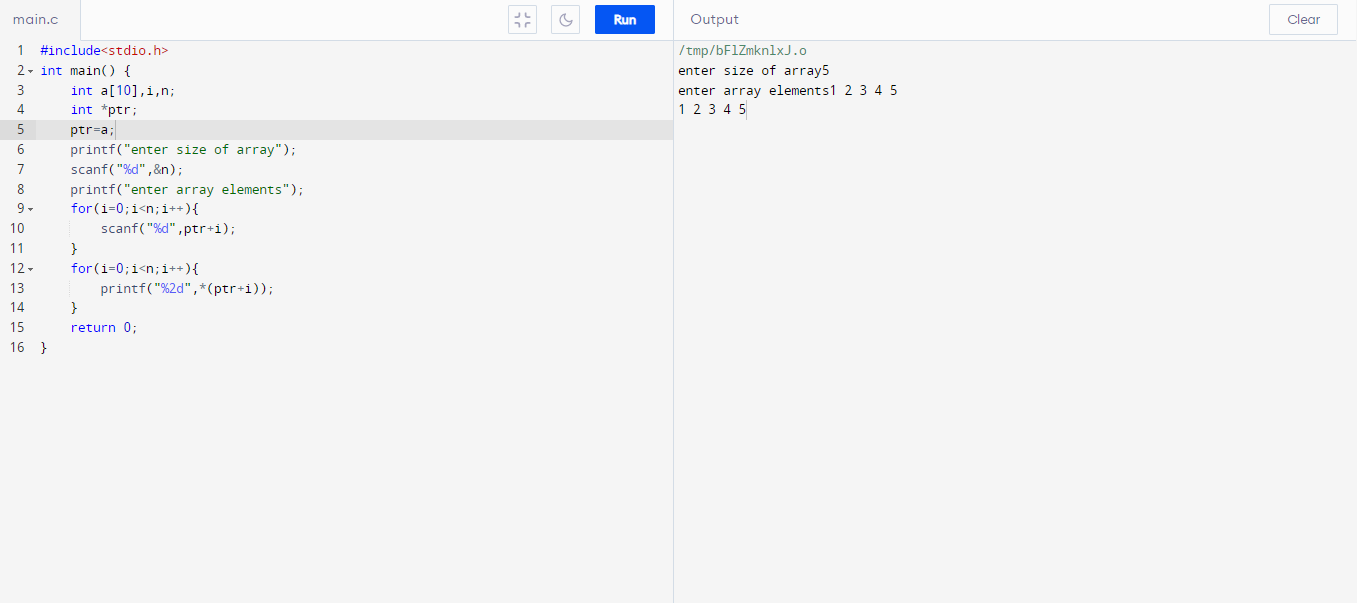 main.c
Run
Output
Clear
1 #include<stdio.h>
2 int main() {
3     int a[10],i,n;
4     int *ptr;
5     ptr=a;
6     printf("enter size of array");
7     scanf("%d",&n);
8     printf("enter array elements");
9     for(i=0;i<n;i++){
10         scanf("%d",ptr+i);
11     }
12     for(i=0;i<n;i++){
13         printf("%2d",*(ptr+i));
14     }
15     return 0;
16 }
/tmp/bFlZmknlxJ.o
enter size of array5
enter array elements1 2 3 4 5
1 2 3 4 5